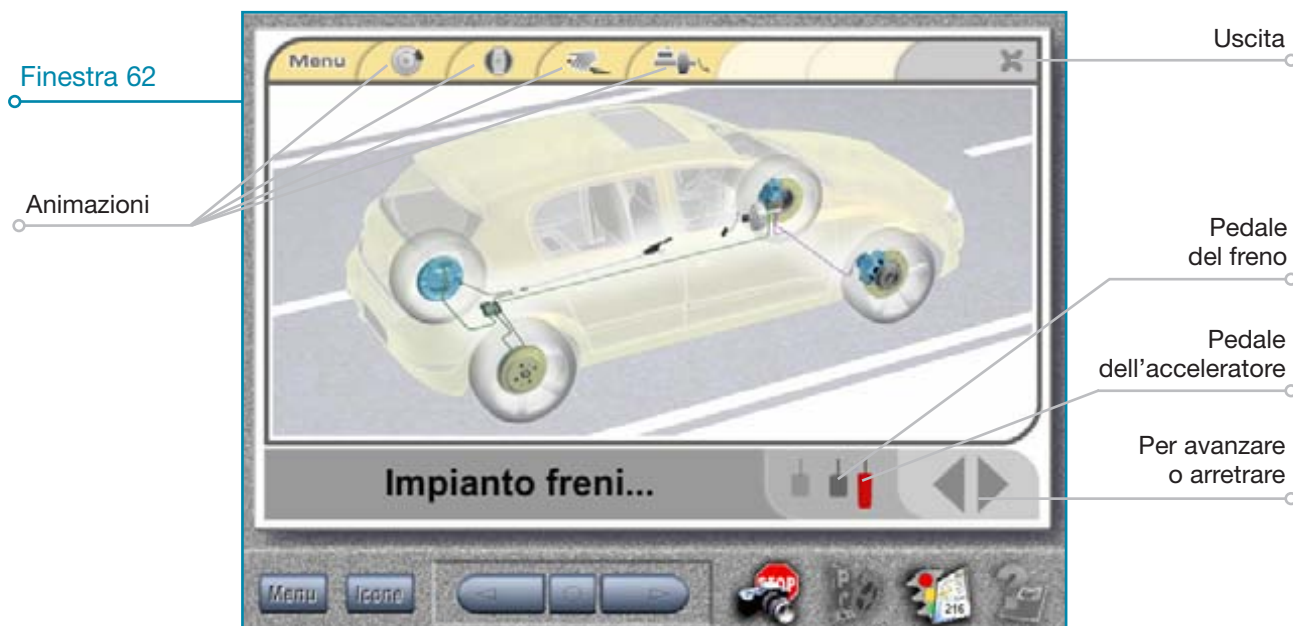 Finestra 62
Animazioni
Menu
Uscita
Pedale
del freno
Pedale
dell'acceleratore
Per avanzare
o arretrare
Impianto freni...
Menu
Icone
STOP
216